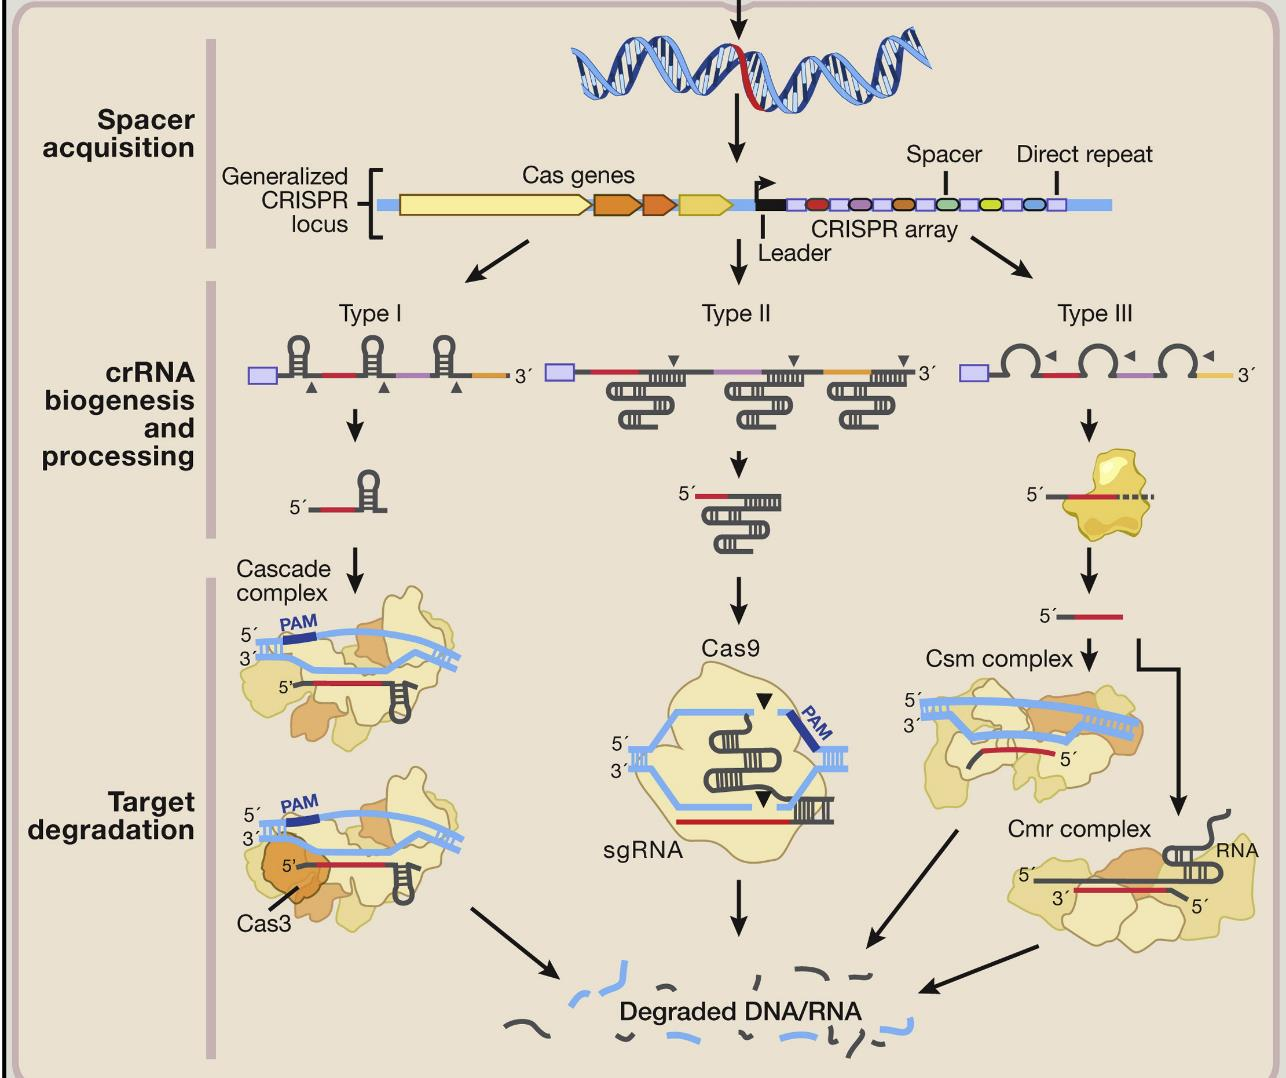 Spacer
acquisition
Generalized
CRISPR
locus
Cas genes
Spacer
Direct repeat
CRISPR array
Leader
crRNA
biogenesis
and
processing
Type I
Type II
Type III
3´
3´
3´
5´
5´
5´
5´
Target
degradation
Cascade
complex
PAM
5´
3´
5’
PAM
5´
3´
5’
Cas3
Cas9
PAM
5´
3´
sgRNA
Csm complex
5´
3´
5´
Cmr complex
RNA
5´
3´
5´
Degraded DNA/RNA